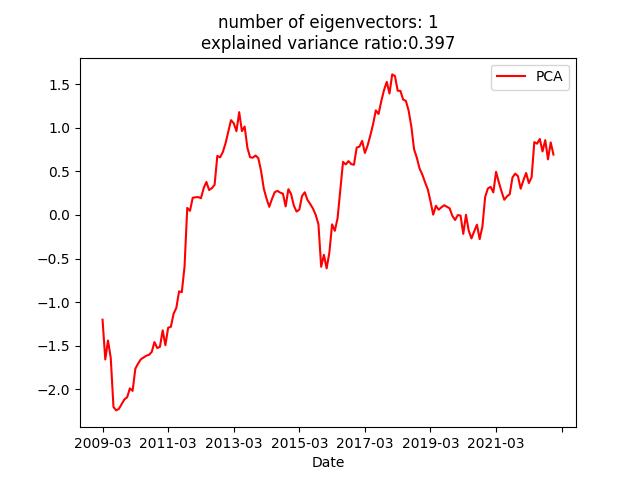 number of eigenvectors: 1
explained variance ratio:0.397
PCA
1.5
1.0
0.5
0.0
−0.5
−1.0
−1.5
−2.0
2009-03 2011-03 2013-03 2015-03 2017-03 2019-03 2021-03
Date